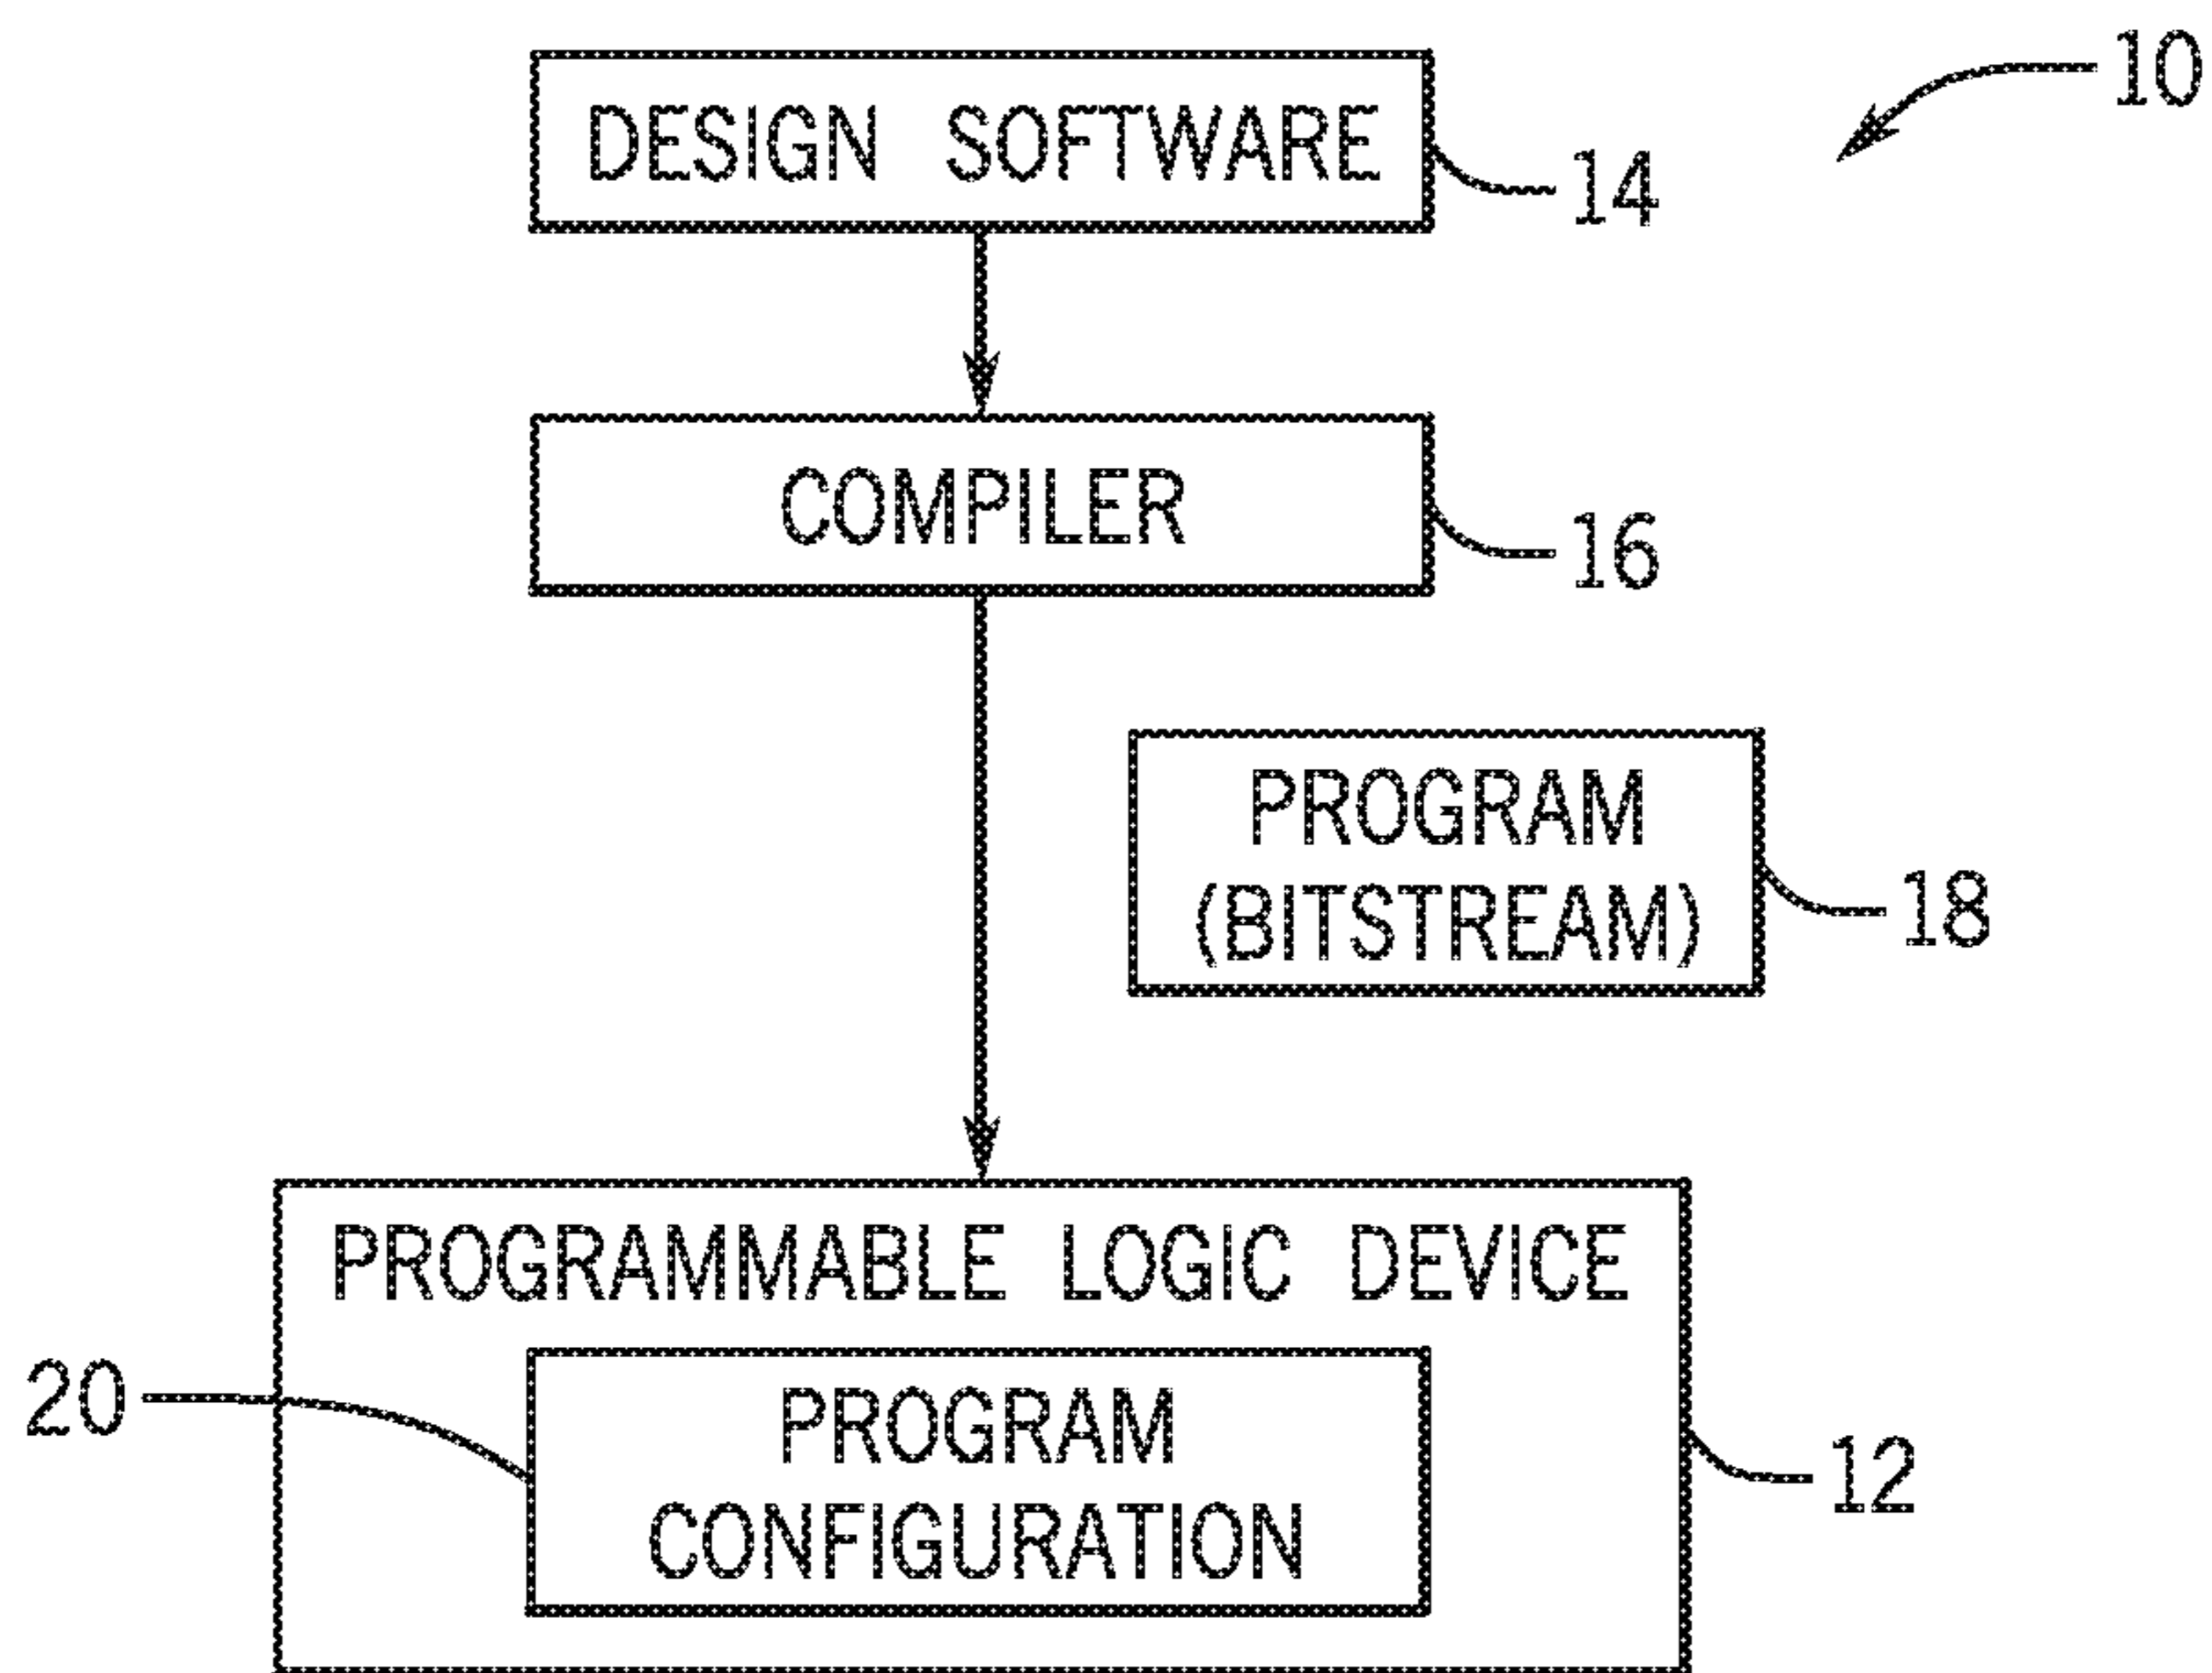 10
DESIGN SOFTWARE
14
COMPILER
16
PROGRAM
(BITSTREAM)
18
PROGRAMMABLE LOGIC DEVICE
20
PROGRAM
CONFIGURATION
12